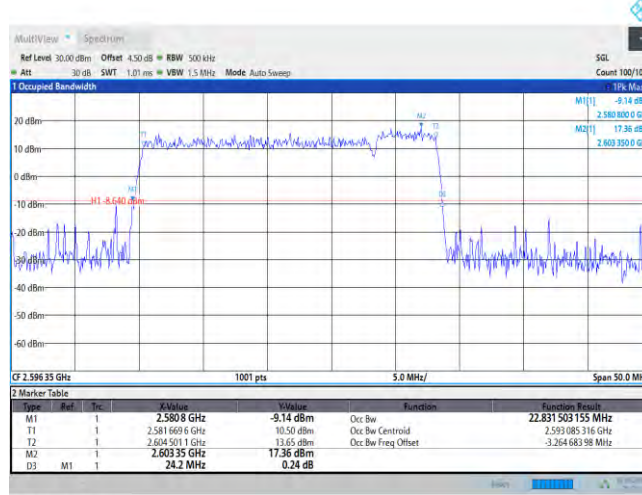 MultiView Spectrum
Ref Level 30.00 dBm Offset 4.50 dB RBW 500 kHz SGL
Att 30 dB SWT 1.01 ms VBW 1.5 MHz Mode Auto Sweep Count 100/10
1 Occupied Bandwidth 1Pk Ma
M1[1] -9.14 dB
2.580 800 0 G
M2[1] 17.36 dB
2.603 350 0 G
20 dBm
M2
T1
T2
10 dBm
0 dBm
M1
D3
H1 -8.640 dBm
-10 dBm
-20 dBm
-30 dBm
-40 dBm
-50 dBm
-60 dBm
CF 2.596 35 GHz 1001 pts 5.0 MHz/ Span 50.0 MH
2 Marker Table
Type Ref Trc X-Value Y-Value Function Function Result
M1 1 2.5808 GHz -9.14 dBm Occ Bw 22.831 503 155 MHz
T1 1 2.581 669 6 GHz 10.50 dBm Occ Bw Centroid 2.593 085 316 GHz
T2 1 2.604 501 1 GHz 13.65 dBm Occ Bw Freq Offset -3.264 683 98 MHz
M2 1 2.603 35 GHz 17.36 dBm
D3 M1 1 24.2 MHz 0.24 dB